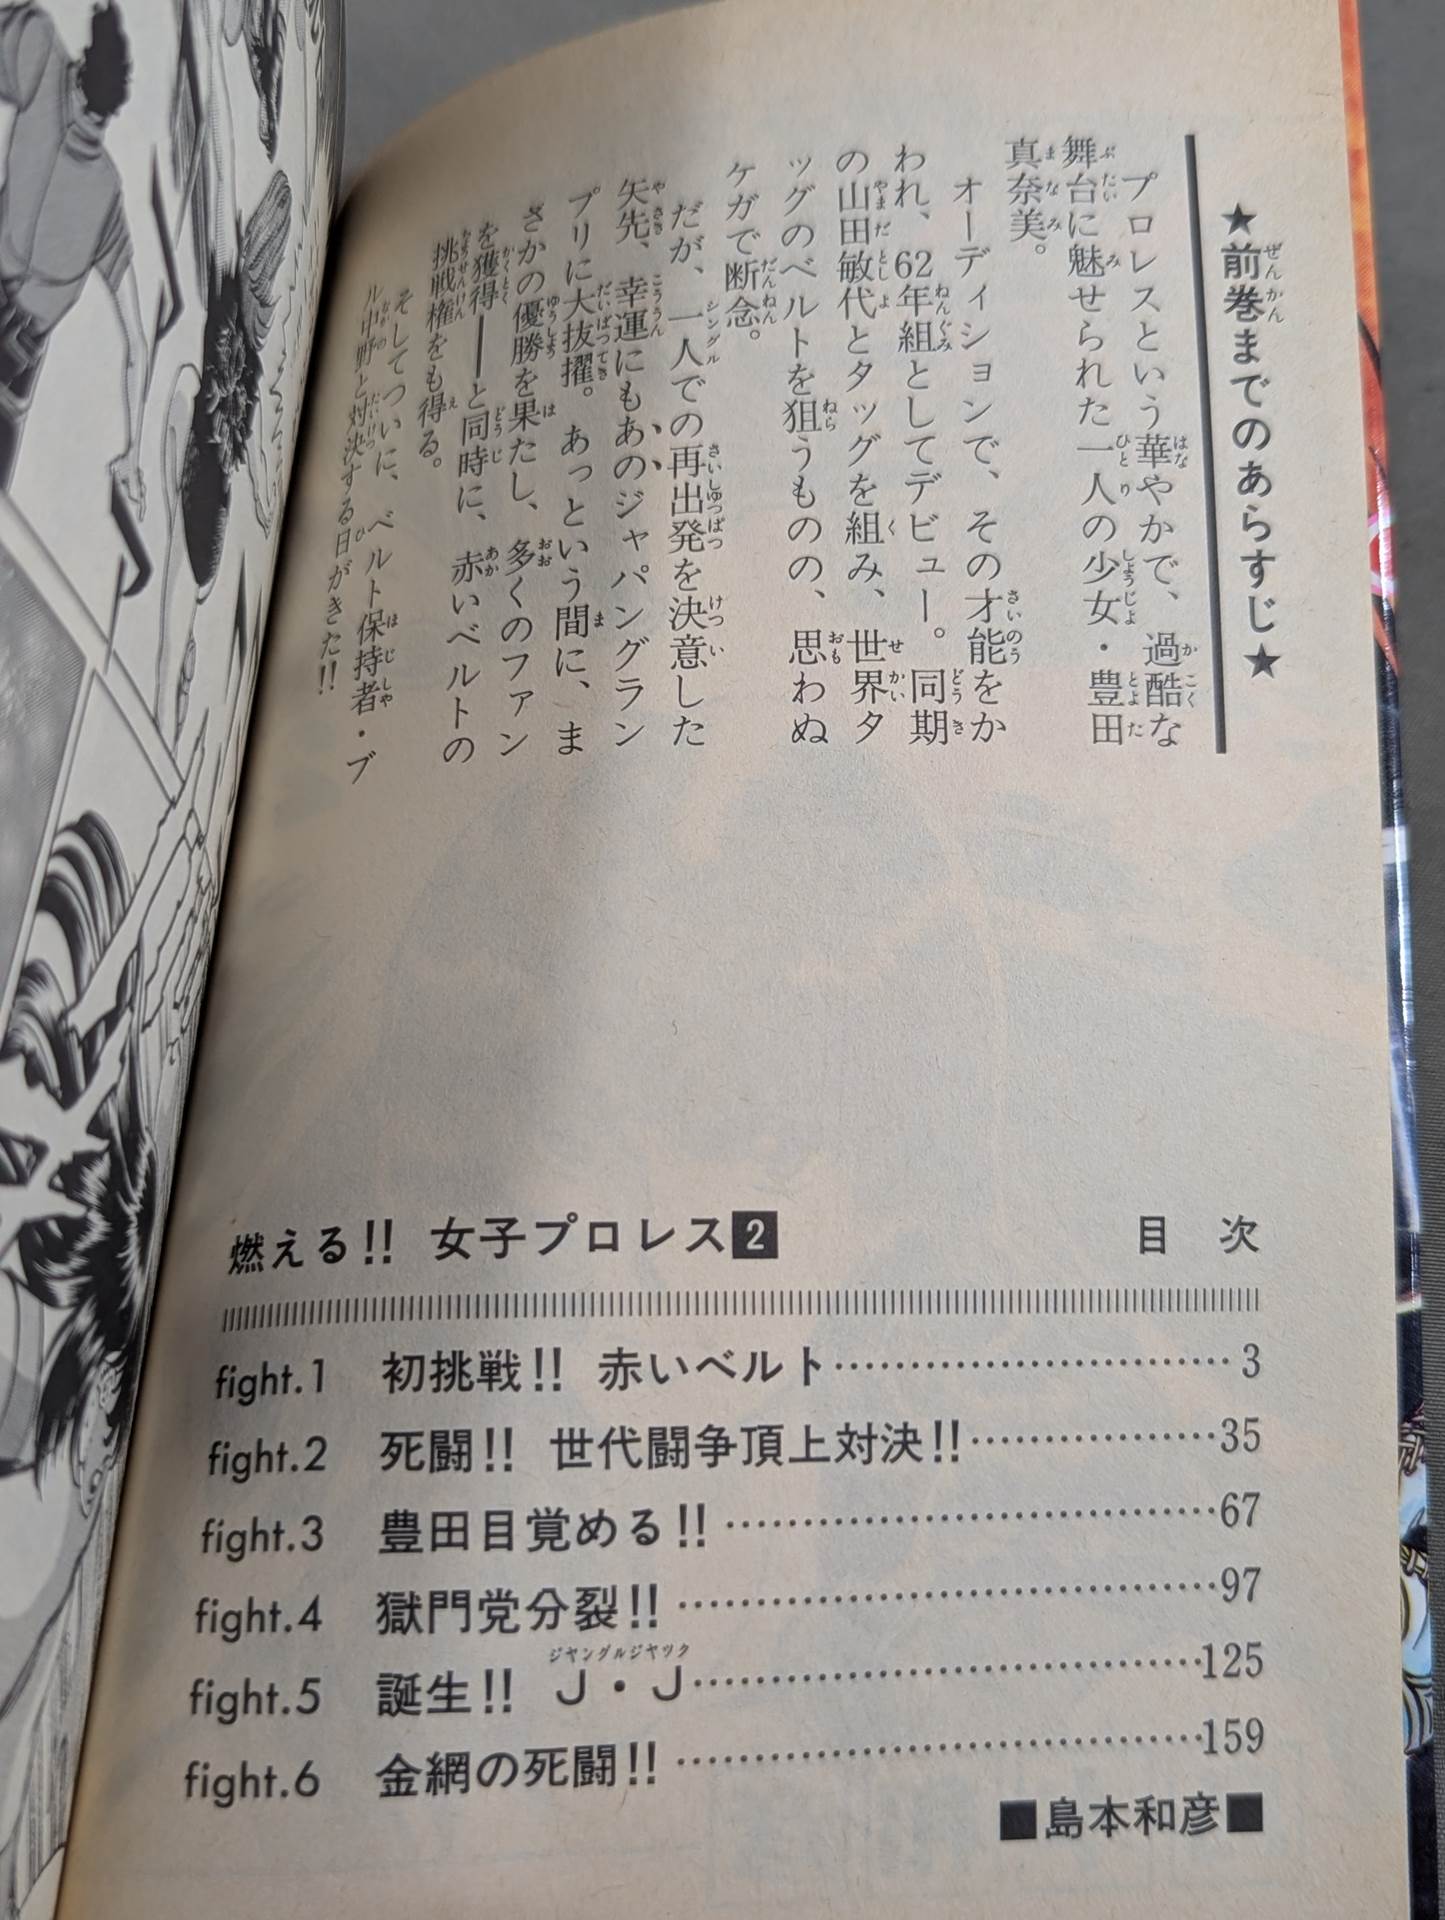 ★前巻までのあらすじ★
プロレスという華やかで、過酷な
舞台に魅せられた一人の少女・豊田
真奈美。
オーディションで、その才能をか
われ、62年組としてデビュー。同期
の山田敏代とタッグを組み、世界タ
ッグのベルトを狙うものの、思わぬ
ケガで断念。
だが、一人での再出発を決意した
矢先、幸運にもあのジャパングラン
プリに大抜擢。あっという間に、ま
さかの優勝を果たし、多くのファン
を獲得――と同時に、赤いベルトの
挑戦権をも得る。
そしてついに、ベルト保持者・ブ
ル中野と対決する日がきた!!
燃える!! 女子プロレス2 目次
fight.1 初挑戦!! 赤いベルト 3
fight.2 死闘!! 世代闘争頂上対決!! 35
fight.3 豊田目覚める!! 67
fight.4 獄門党分裂!! 97
fight.5 誕生!! J・J 125
fight.6 金網の死闘!! 159
■島本和彦■